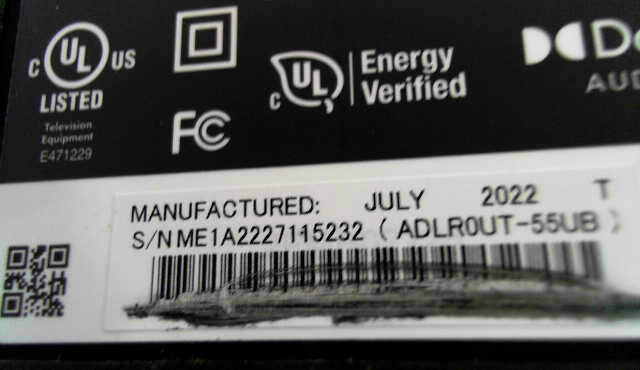 C UL US
LISTED
Television
Equipment
E471229
FC
C UL
Energy
Verified
AUD
MANUFACTURED: JULY 2022 T
S/N ME1A2227115232 ( ADLR0UT-55UB )